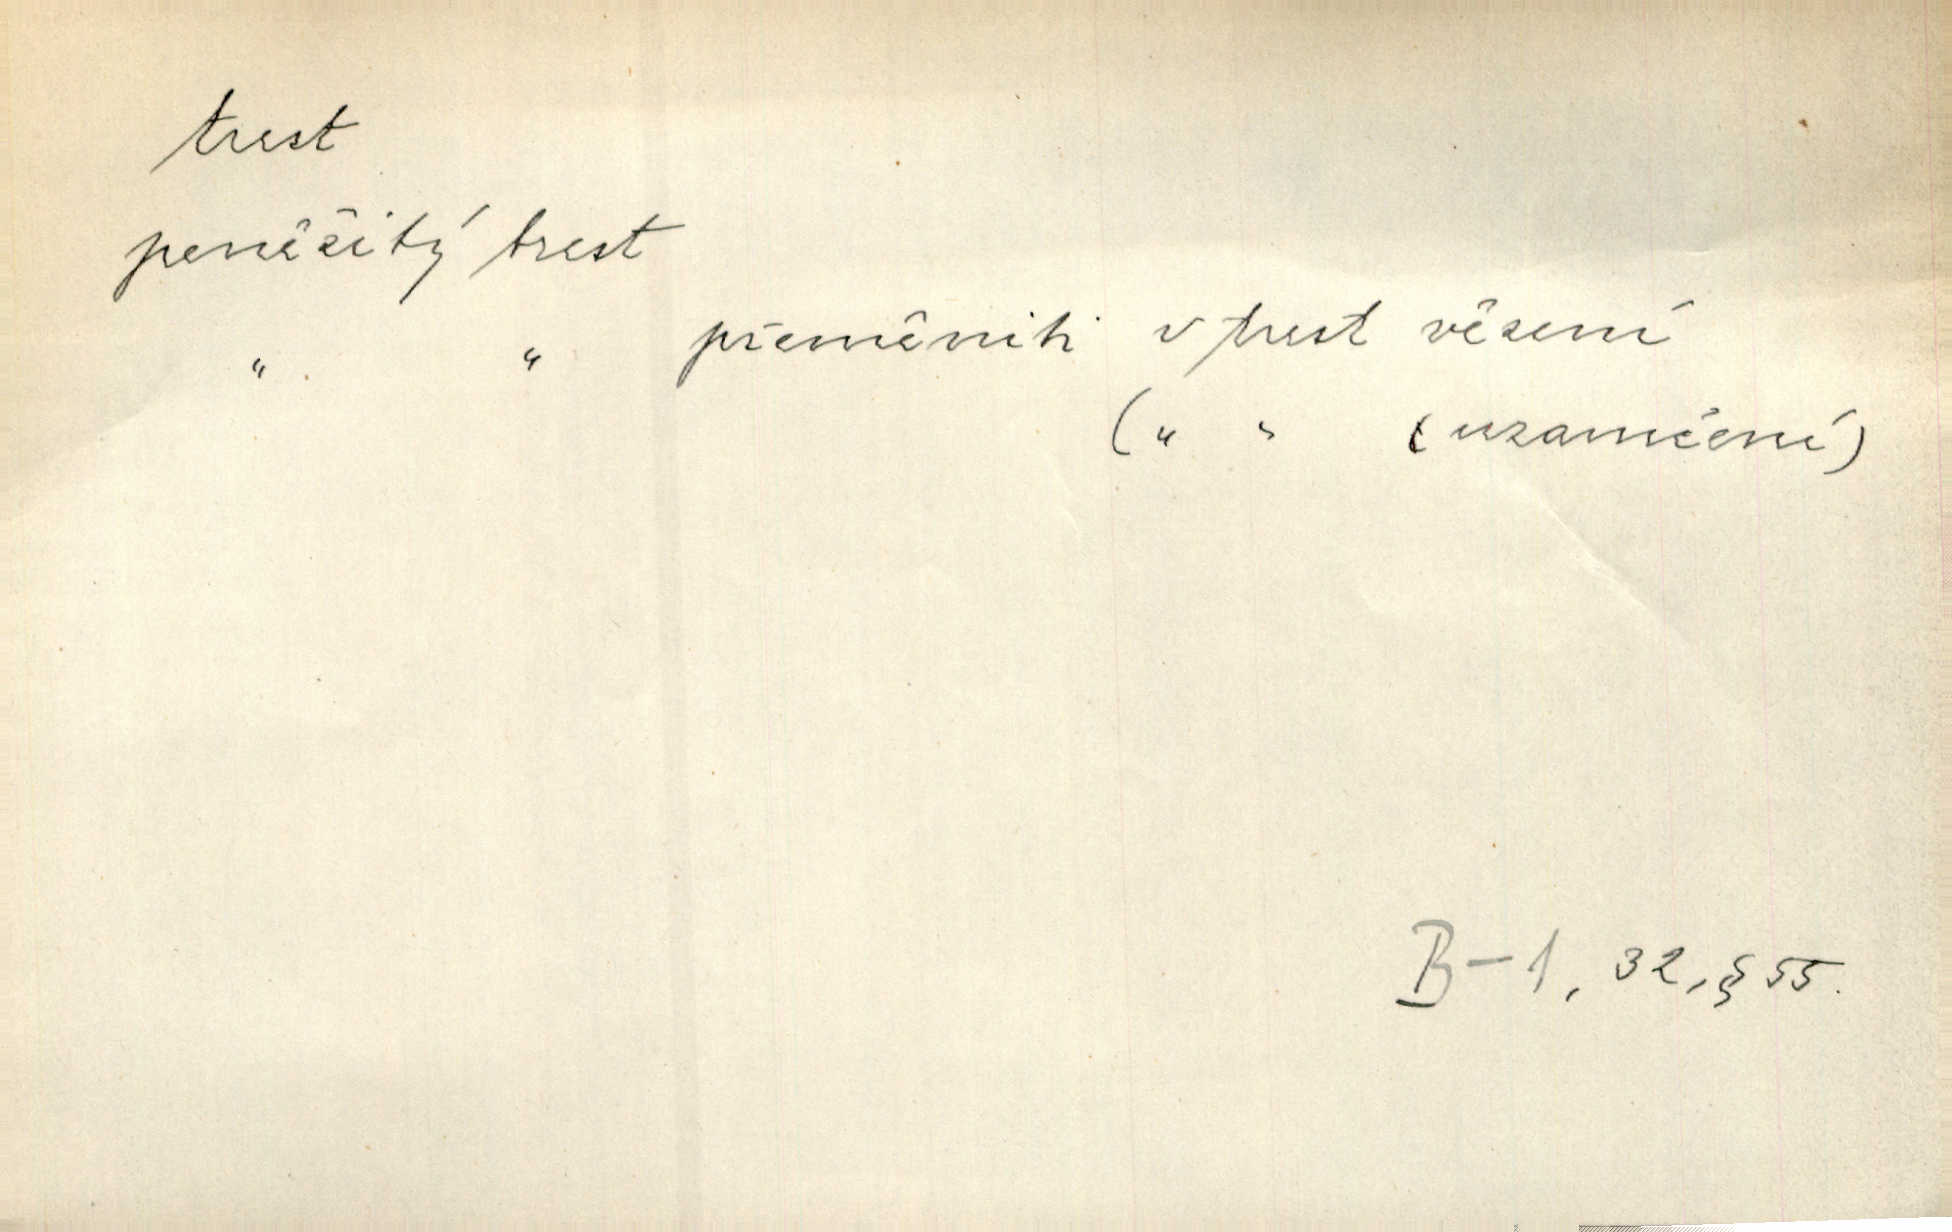 trest
peněžitý trest
" " přeměniti v trest vězení
(" " ( uzamčení)
B-1, 32, § 55.